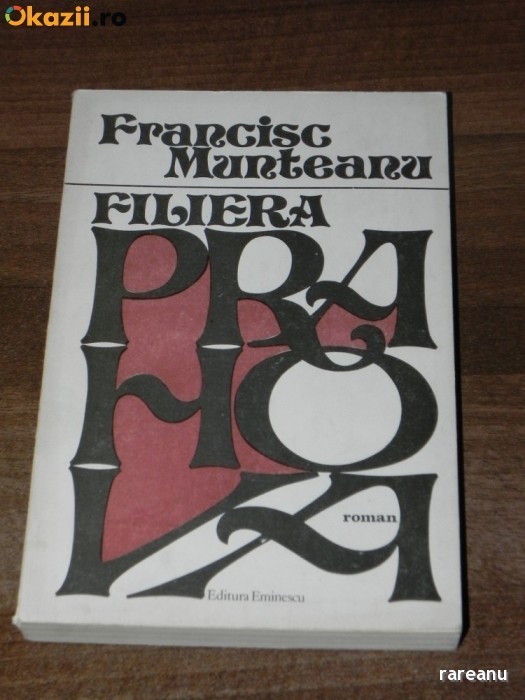 Okazii.ro
Francisc
Munteanu
FILIERA
PRA
HO
VA
roman
Editura Eminescu
rareanu